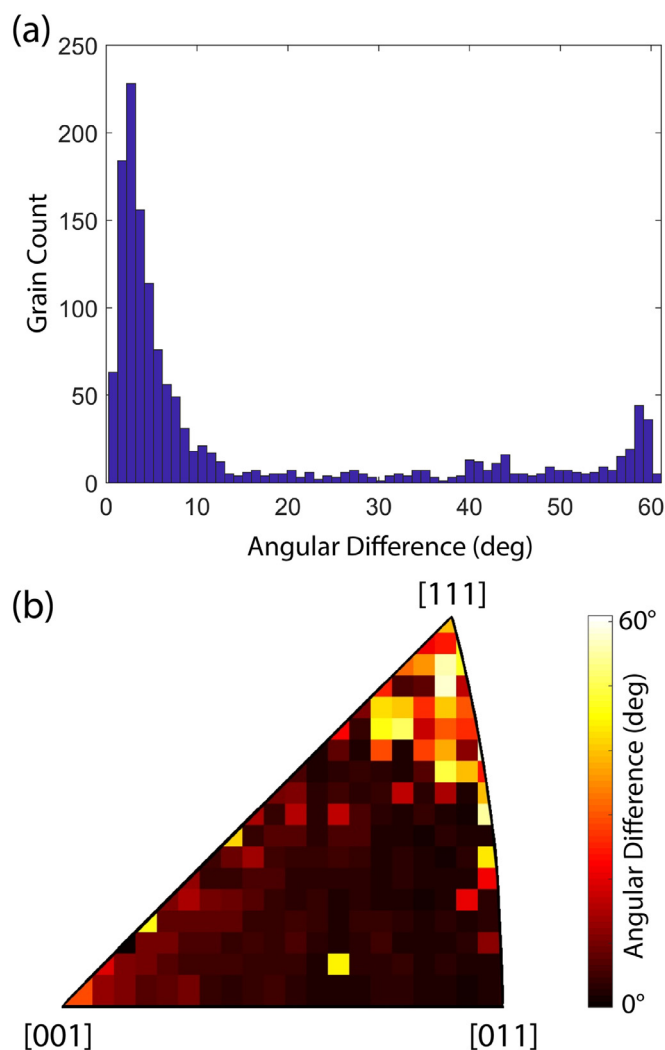 (a)
250
200
150
100
50
0
Grain Count
0 10 20 30 40 50 60
Angular Difference (deg)
(b)
[111]
60°
Angular Difference (deg)
0°
[001] [011]